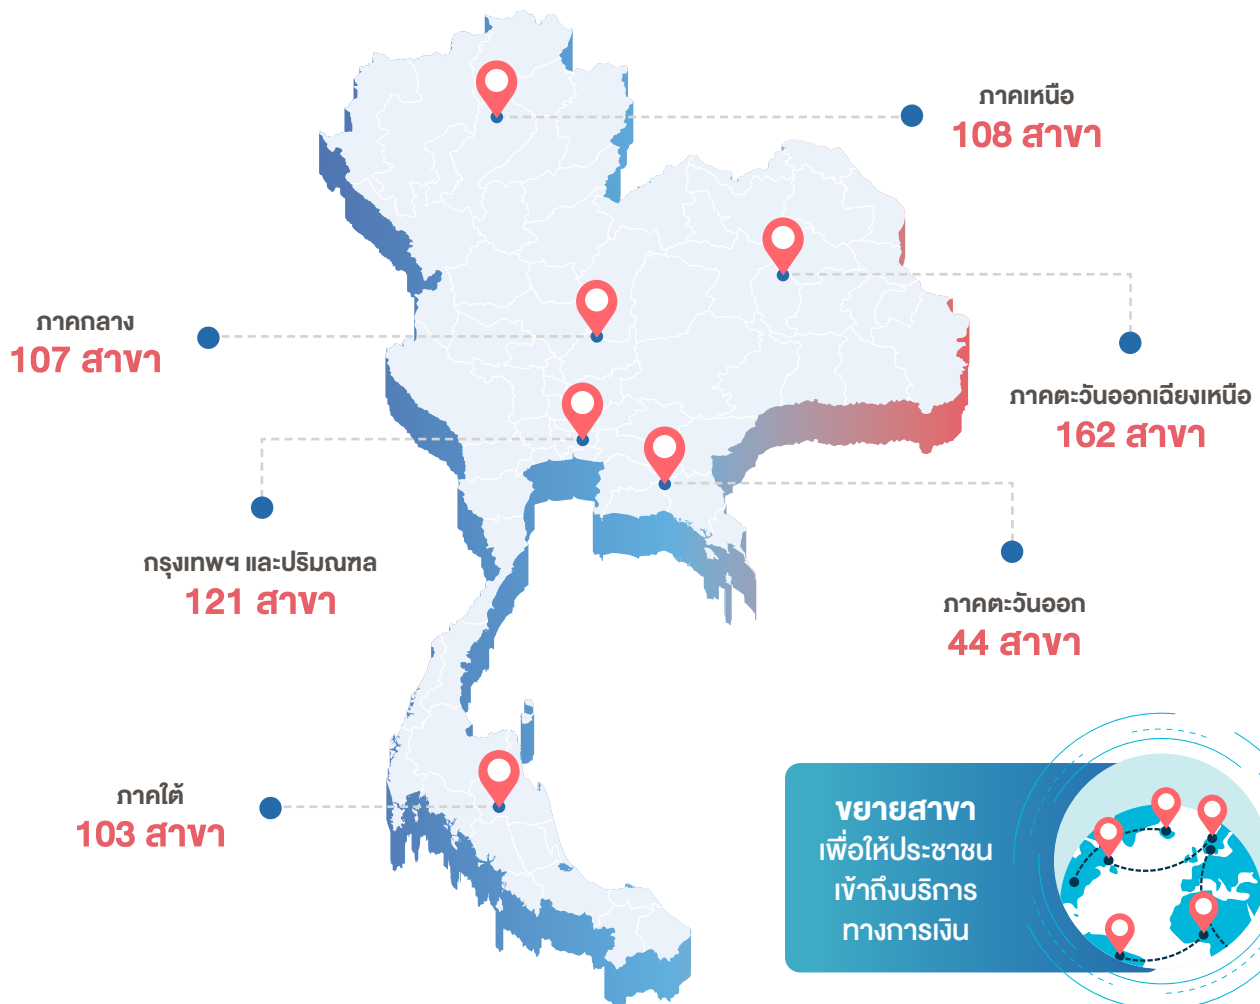 ภาคเหนือ
108 สาขา
ภาคกลาง
107 สาขา
ภาคตะวันออกเฉียงเหนือ
162 สาขา
กรุงเทพฯ และปริมณฑล
121 สาขา
ภาคตะวันออก
44 สาขา
ภาคใต้
103 สาขา
ขยายสาขา
เพื่อให้ประชาชน
เข้าถึงบริการ
ทางการเงิน